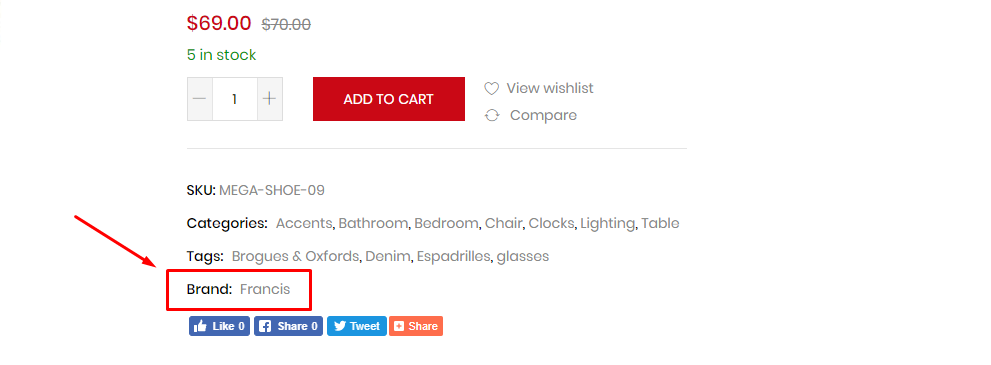 $69.00 $70.00
5 in stock
1 ADD TO CART View wishlist
Compare
SKU: MEGA-SHOE-09
Categories: Accents, Bathroom, Bedroom, Chair, Clocks, Lighting, Table
Tags: Brogues & Oxfords, Denim, Espadrilles, glasses
Brand: Francis
Like 0 Share 0 Tweet Share